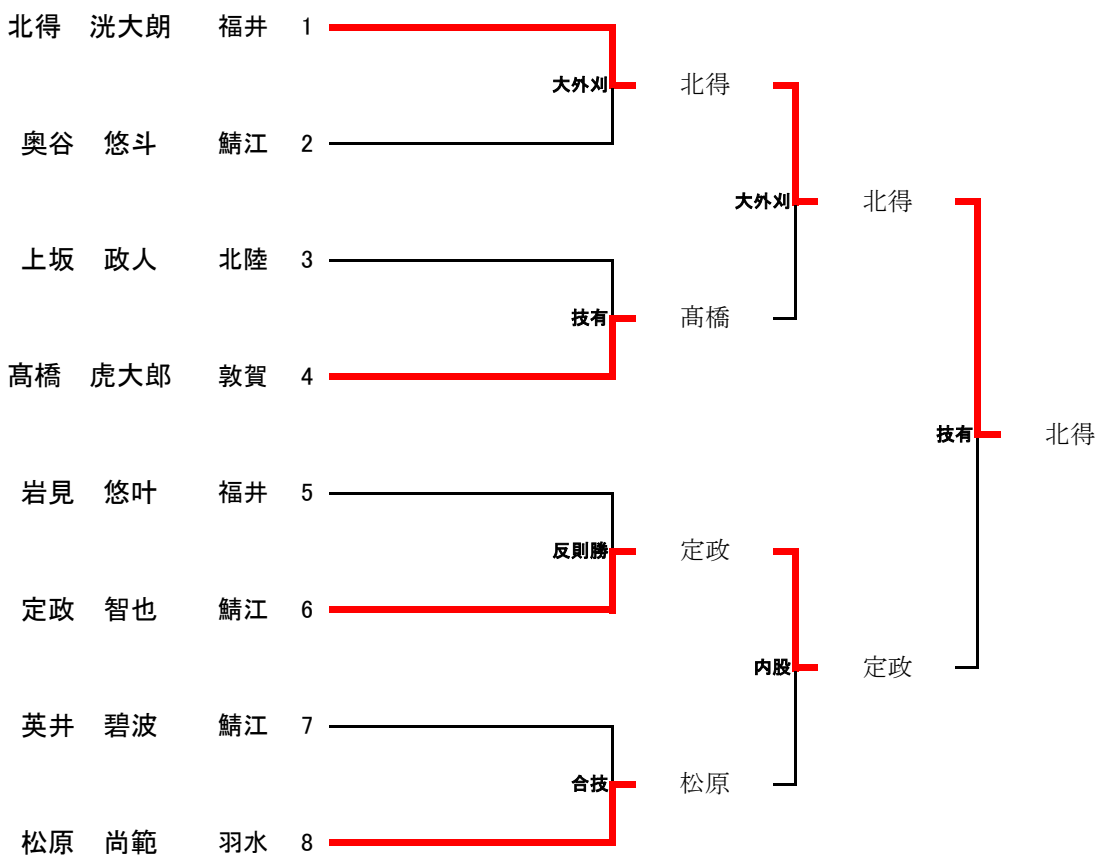 北得 洸大朗 福井 1
大外刈 北得
奥谷 悠斗 鯖江 2
大外刈 北得
上坂 政人 北陸 3
技有 髙橋
髙橋 虎大郎 敦賀 4
技有 北得
岩見 悠叶 福井 5
反則勝 定政
定政 智也 鯖江 6
内股 定政
英井 碧波 鯖江 7
合技 松原
松原 尚範 羽水 8